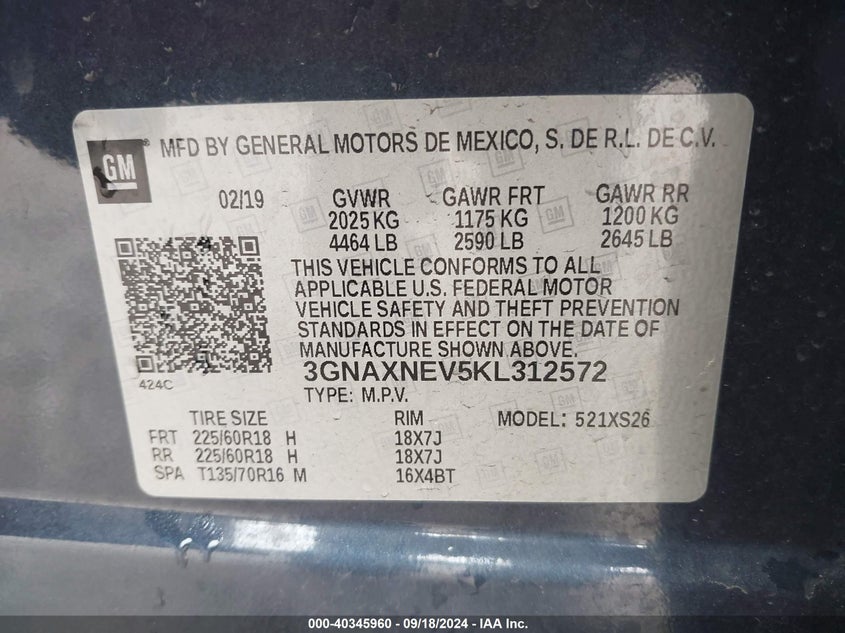 GM
MFD BY GENERAL MOTORS DE MEXICO, S. DE R.L. DE C.V.
02/19 GVWR GAWR FRT GAWR RR
2025 KG 1175 KG 1200 KG
4464 LB 2590 LB 2645 LB
THIS VEHICLE CONFORMS TO ALL
APPLICABLE U.S. FEDERAL MOTOR
VEHICLE SAFETY AND THEFT PREVENTION
STANDARDS IN EFFECT ON THE DATE OF
MANUFACTURE SHOWN ABOVE.
424C
3GNAXNEV5KL312572
TYPE: M.P.V.
TIRE SIZE RIM MODEL: 521XS26
FRT 225/60R18 H 18X7J
RR 225/60R18 H 18X7J
SPA T135/70R16 M 16X4BT
000-40345960 - 09/18/2024 - IAA Inc.